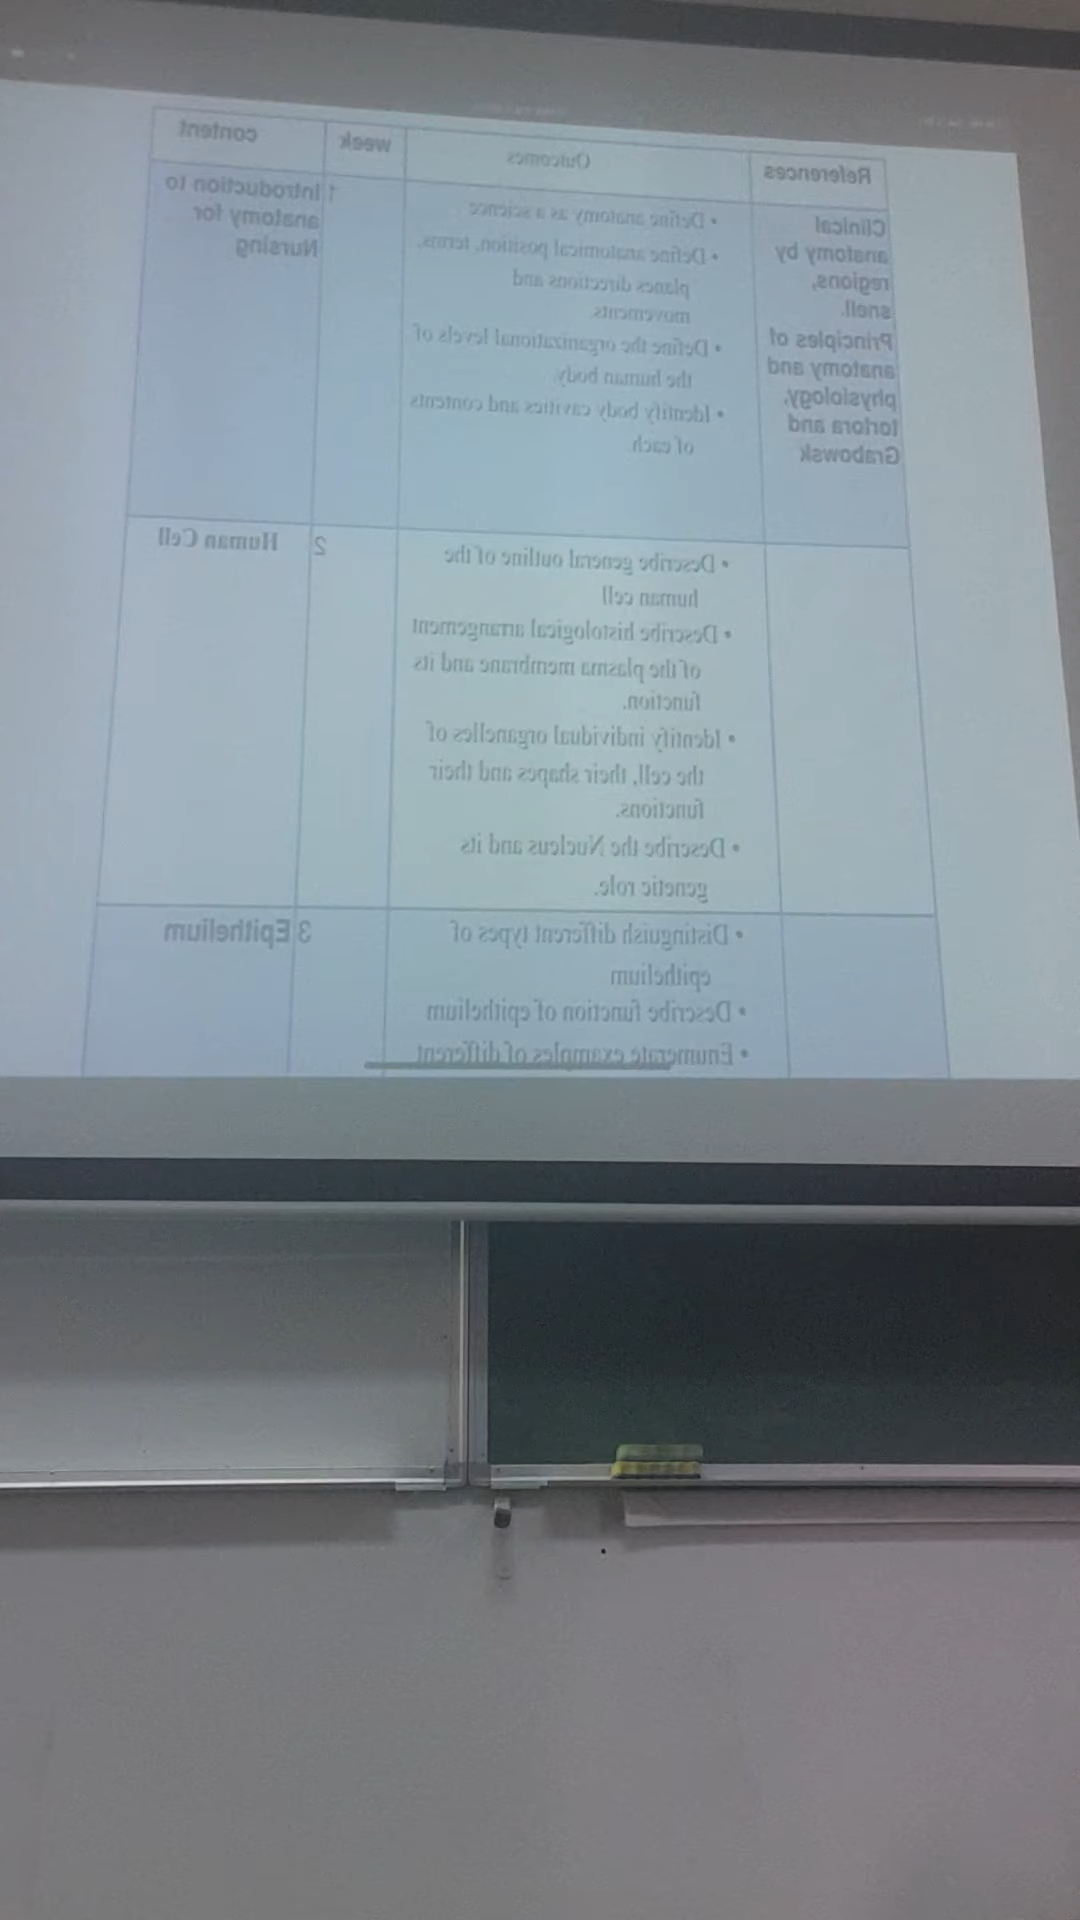 References
Outcomes
week
content
Clinical
anatomy by
regions,
snell.
Principles of
anatomy and
physiology,
tortora and
Grabowsk
• Define anatomy as a science
• Define anatomical position, terms,
planes directions and
movements.
• Define the organizational levels of
the human body.
• Identify body cavities and contents
of each.
1
Introduction to
anatomy for
Nursing
• Describe general outline of the
human cell
• Describe histological arrangement
of the plasma membrane and its
function.
• Identify individual organelles of
the cell, their shapes and their
functions.
• Describe the Nucleus and its
genetic role.
2
Human Cell
• Distinguish different types of
epithelium
• Describe function of epithelium
• Enumerate examples of different
3
Epithelium